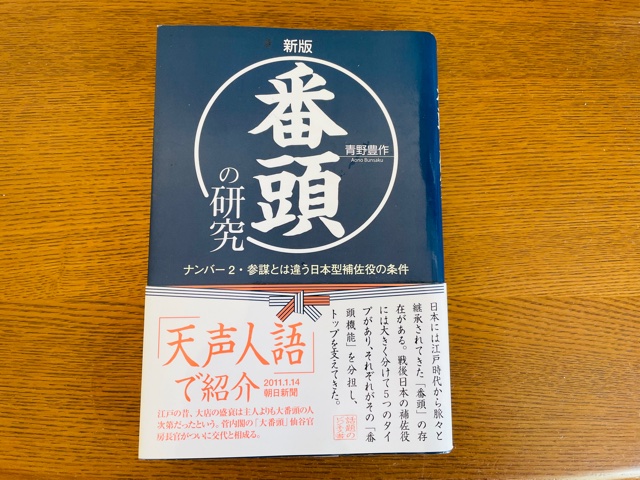 新版
番頭
の研究
青野豊作
Aono Bunsaku
ナンバー2・参謀とは違う日本型補佐役の条件
日本には江戸時代から脈々と
継承されてきた「番頭」の存
在がある。戦後日本の補佐役
には大きく分けて5つのタイ
プがあり、それぞれがその「番
頭機能」を分担し、
トップを支えてきた。
「天声人語」
で紹介
2011.1.14
朝日新聞
江戸の昔、大店の盛衰は主人よりも大番頭の人
次第だったという。菅内閣の「大番頭」仙谷官
房長官がついに交代と相成る。